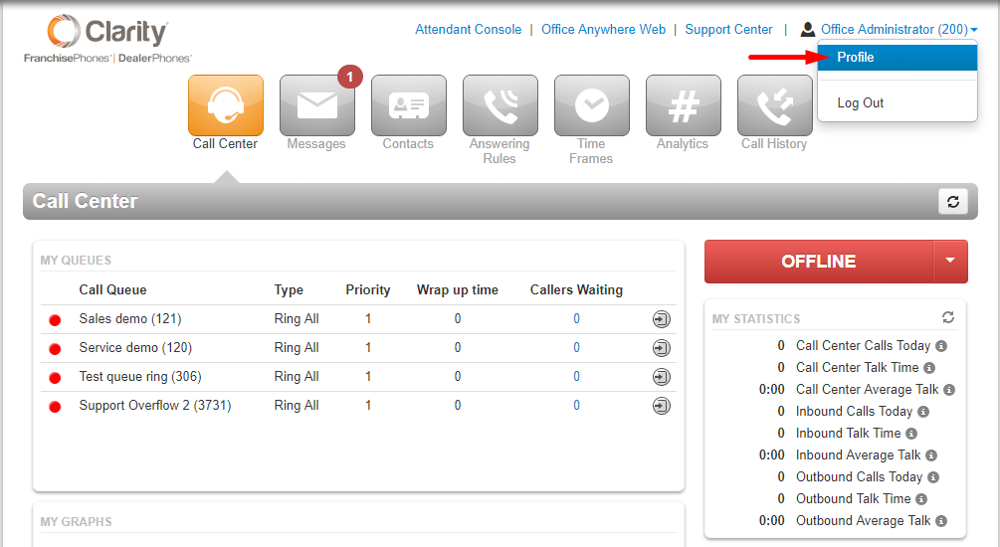 Clarity
FranchisePhones | DealerPhones
Attendant Console | Office Anywhere Web | Support Center | Office Administrator (200)
Profile
Log Out
1
Call Center
Messages
Contacts
Answering
Rules
Time
Frames
Analytics
Call History
Call Center
MY QUEUES
Call Queue Type Priority Wrap up time Callers Waiting
Sales demo (121) Ring All 1 0 0
Service demo (120) Ring All 1 0 0
Test queue ring (306) Ring All 1 0 0
Support Overflow 2 (3731) Ring All 1 0 0
MY GRAPHS
OFFLINE
MY STATISTICS
0 Call Center Calls Today
0 Call Center Talk Time
0:00 Call Center Average Talk
0 Inbound Calls Today
0 Inbound Talk Time
0:00 Inbound Average Talk
0 Outbound Calls Today
0 Outbound Talk Time
0:00 Outbound Average Talk